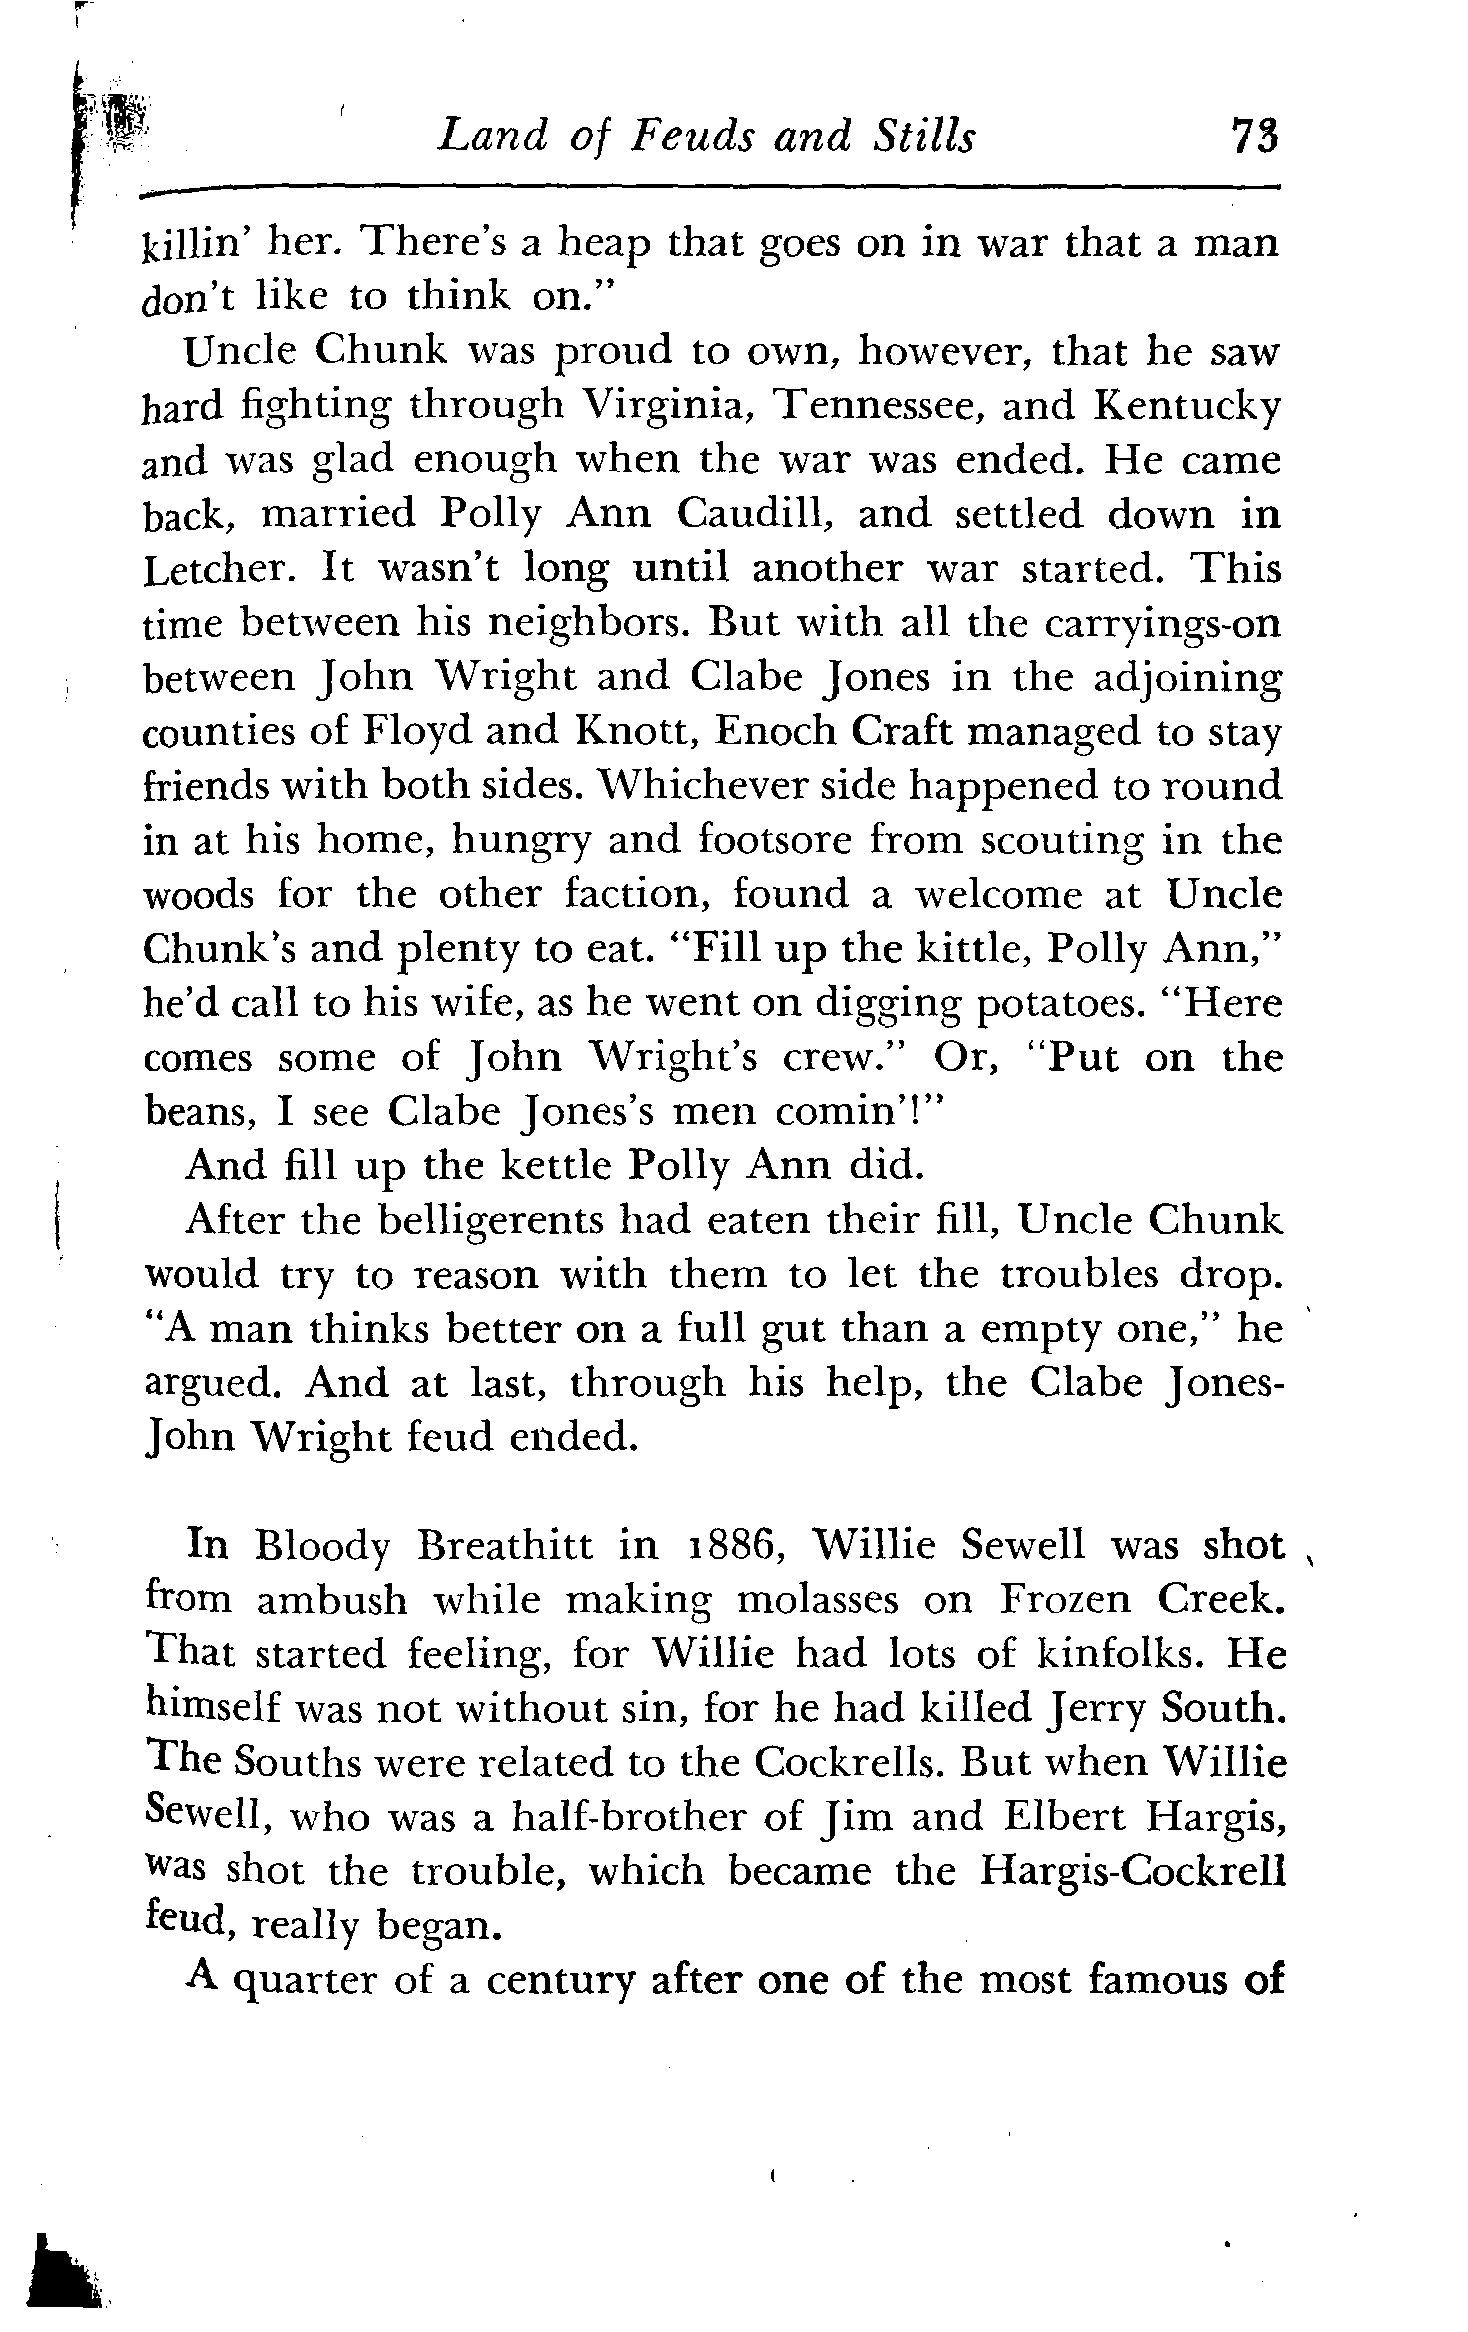 Land of Feuds and Stills 73
killin' her. There's a heap that goes on in war that a man
don't like to think on."
Uncle Chunk was proud to own, however, that he saw
hard fighting through Virginia, Tennessee, and Kentucky
and was glad enough when the war was ended. He came
back, married Polly Ann Caudill, and settled down in
Letcher. It wasn't long until another war started. This
time between his neighbors. But with all the carryings-on
between John Wright and Clabe Jones in the adjoining
counties of Floyd and Knott, Enoch Craft managed to stay
friends with both sides. Whichever side happened to round
in at his home, hungry and footsore from scouting in the
woods for the other faction, found a welcome at Uncle
Chunk's and plenty to eat. "Fill up the kittle, Polly Ann,"
he'd call to his wife, as he went on digging potatoes. "Here
comes some of John Wright's crew." Or, "Put on the
beans, I see Clabe Jones's men comin'!"
And fill up the kettle Polly Ann did.
After the belligerents had eaten their fill, Uncle Chunk
would try to reason with them to let the troubles drop.
"A man thinks better on a full gut than a empty one," he
argued. And at last, through his help, the Clabe Jones-
John Wright feud ended.
In Bloody Breathitt in 1886, Willie Sewell was shot
from ambush while making molasses on Frozen Creek.
That started feeling, for Willie had lots of kinfolks. He
himself was not without sin, for he had killed Jerry South.
The Souths were related to the Cockrells. But when Willie
Sewell, who was a half-brother of Jim and Elbert Hargis,
was shot the trouble, which became the Hargis-Cockrell
feud, really began.
A quarter of a century after one of the most famous of